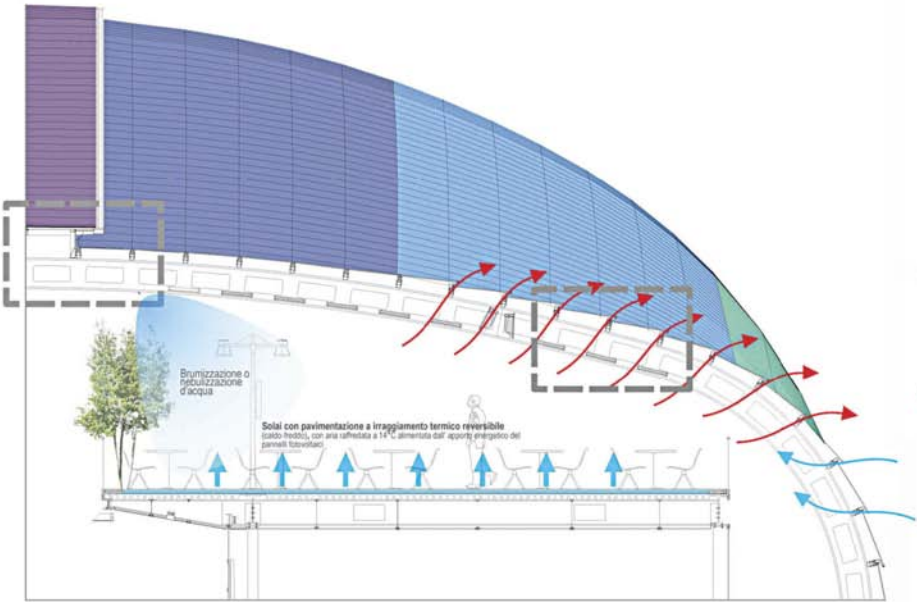 Brumizzazione o
nebulizzazione
d'acqua
Solai con pavimentazione a irraggiamento termico reversibile
(caldo-freddo), con aria raffredata a 14°C alimentata dall' apporto energetico dei
pannelli fotovoltaici